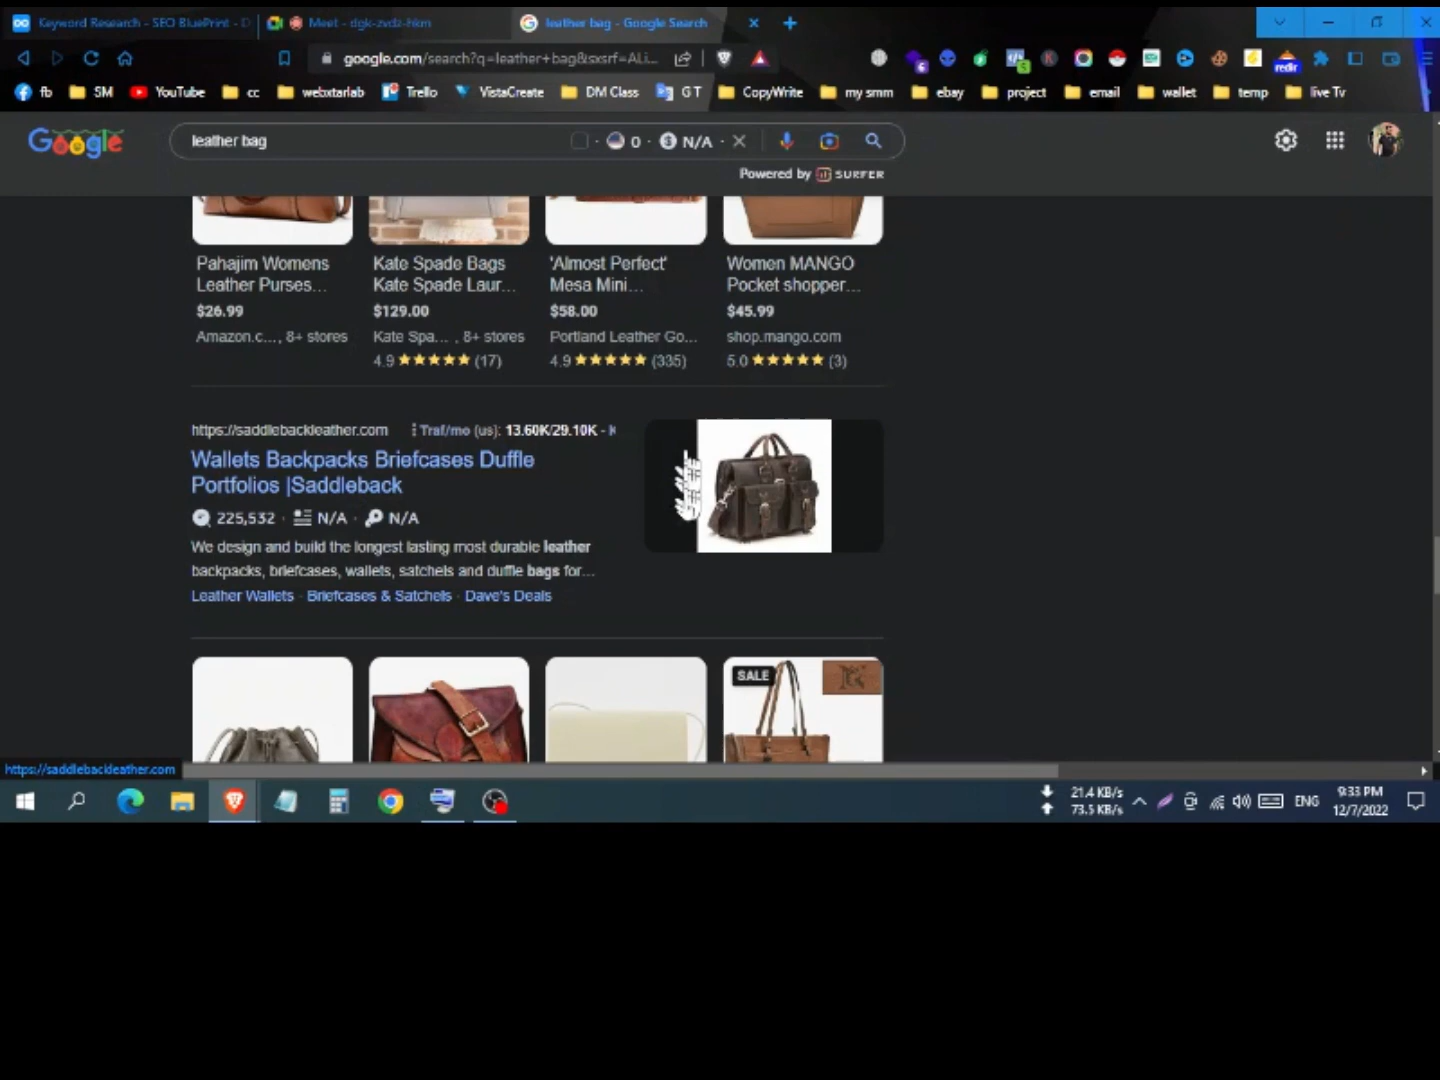 Keyword Research - SEO BluePrint - D
Meet - dgk-zvdz-hkm
leather bag - Google Search
google.com/search?q=leather+bag&sxsrf=ALi...
6
5
redir
fb
SM
YouTube
cc
webxtarlab
Trello
VistaCreate
DM Class
G T
CopyWrite
my smm
ebay
project
email
wallet
temp
live Tv
Google
leather bag
0 · N/A ·
Powered by SURFER
Pahajim Womens
Leather Purses...
$26.99
Amazon.c..., 8+ stores
Kate Spade Bags
Kate Spade Laur...
$129.00
Kate Spa... , 8+ stores
4.9 ★★★★★ (17)
'Almost Perfect'
Mesa Mini...
$58.00
Portland Leather Go...
4.9 ★★★★★ (335)
Women MANGO
Pocket shopper...
$45.99
shop.mango.com
5.0 ★★★★★ (3)
https://saddlebackleather.com
Traf/mo (us): 13.60K/29.10K - K
Wallets Backpacks Briefcases Duffle
Portfolios |Saddleback
225,532 · N/A · N/A
We design and build the longest lasting most durable leather
backpacks, briefcases, wallets, satchels and duffle bags for...
Leather Wallets · Briefcases & Satchels · Dave's Deals
SALE
https://saddlebackleather.com
21.4 KB/s
73.5 KB/s
ENG
9:33 PM
12/7/2022